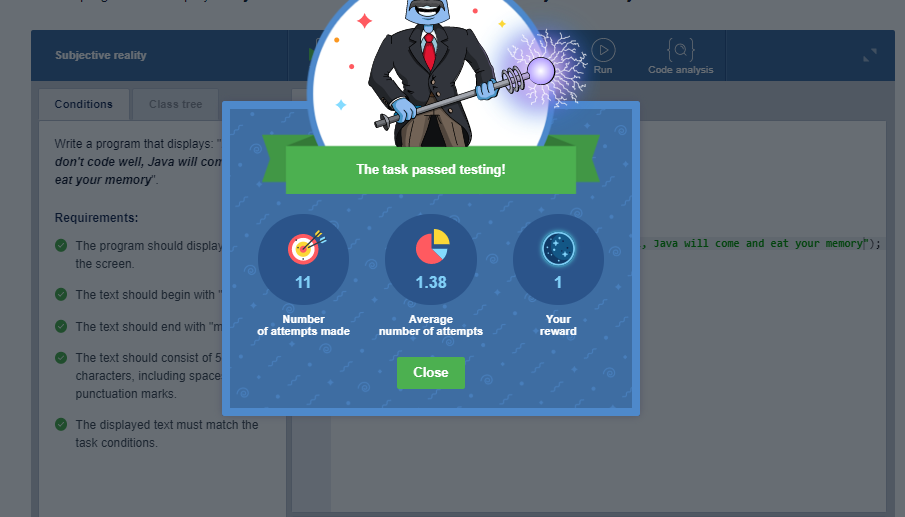 Subjective reality
Run
Code analysis
Conditions
Class tree
Write a program that displays: "
don't code well, Java will com
eat your memory".
Requirements:
The program should display
the screen.
The text should begin with "
The text should end with "m
The text should consist of 5
characters, including space
punctuation marks.
The displayed text must match the
task conditions.
, Java will come and eat your memory");
The task passed testing!
11
Number
of attempts made
1.38
Average
number of attempts
1
Your
reward
Close